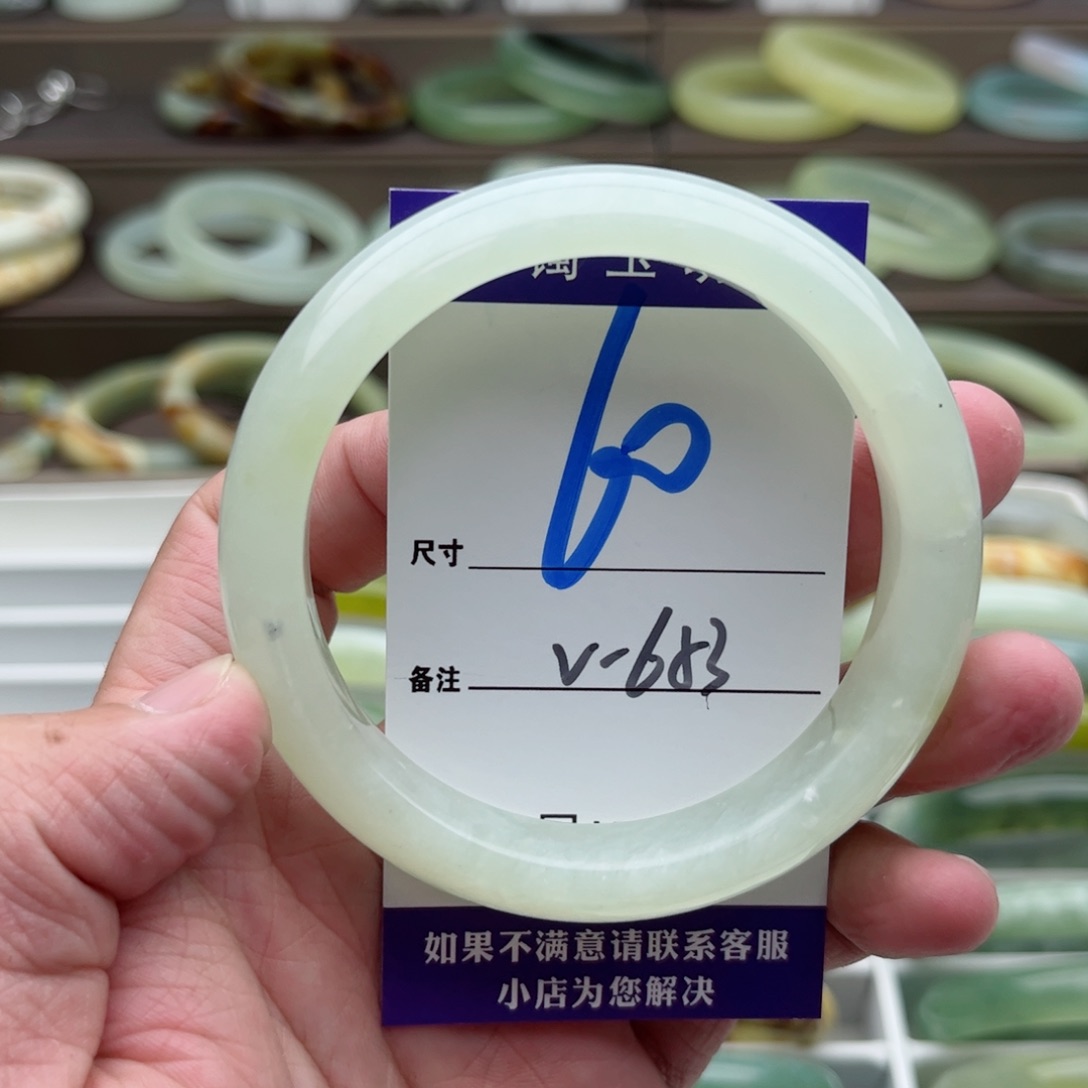 60
尺寸
备注 V-683
如果不满意请联系客服
小店为您解决